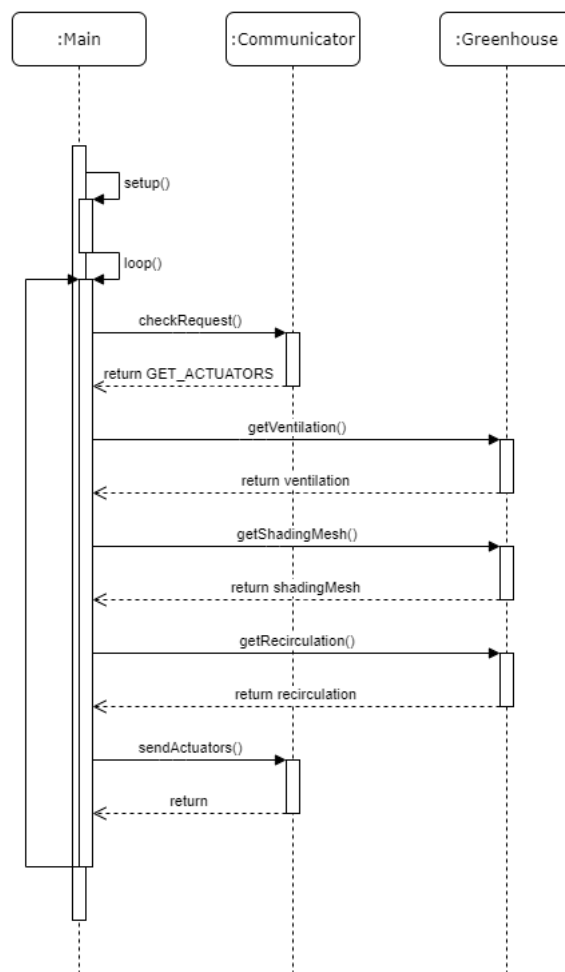 :Main
:Communicator
:Greenhouse
setup()
loop()
checkRequest()
return GET_ACTUATORS
getVentilation()
return ventilation
getShadingMesh()
return shadingMesh
getRecirculation()
return recirculation
sendActuators()
return